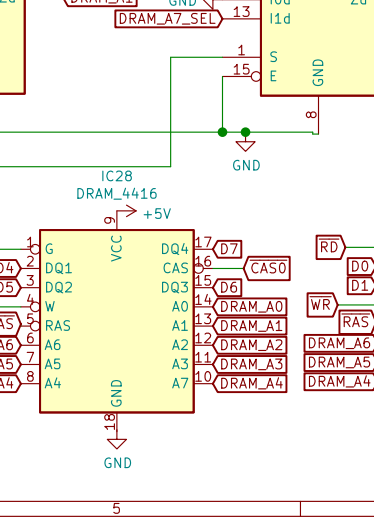 DRAM_A1
GND
DRAM_A7_SEL
13
I1d
1
S
15
E
GND
8
GND
IC28
DRAM_4416
9
+5V
VCC
1
G
DQ4
17
D7
2
DQ1
CAS
16
CAS0
3
DQ2
DQ3
15
D6
4
W
A0
14
DRAM_A0
5
RAS
A1
13
DRAM_A1
6
A6
A2
12
DRAM_A2
7
A5
A3
11
DRAM_A3
8
A4
A7
10
DRAM_A4
GND
18
GND
RD
D0
D1
WR
RAS
DRAM_A6
DRAM_A5
DRAM_A4
5